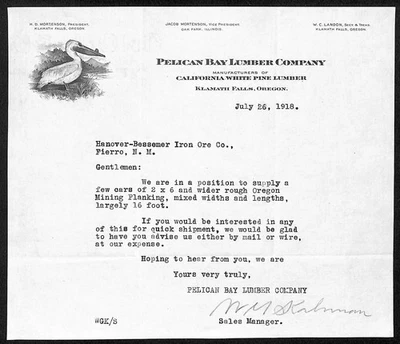 H. D. MORTENSON, PRESIDENT,
KLAMATH FALLS, OREGON.
JACOB MORTENSON, VICE PRESIDENT,
OAK PARK, ILLINOIS.
W. C. LANDON, SECY & TREAS.
KLAMATH FALLS, OREGON.
PELICAN BAY LUMBER COMPANY
MANUFACTURERS OF
CALIFORNIA WHITE PINE LUMBER
KLAMATH FALLS, OREGON.
July 26, 1918.
Hanover-Bessemer Iron Ore Co.,
Fierro, N. M.
Gentlemen:
We are in a position to supply a
few cars of 2 x 6 and wider rough Oregon
Mining Planking, mixed widths and lengths,
largely 16 foot.
If you would be interested in any
of this for quick shipment, we would be glad
to have you advise us either by mail or wire,
at our expense.
Hoping to hear from you, we are
Yours very truly,
PELICAN BAY LUMBER COMPANY
WGK/S
Sales Manager.